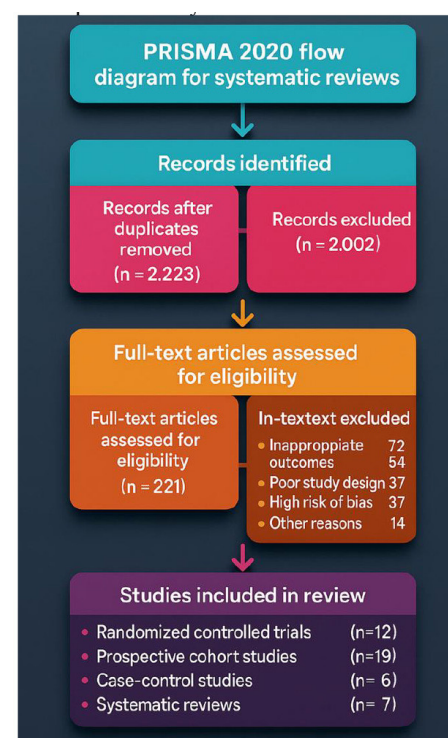 PRISMA 2020 flow
diagram for systematic reviews
Records identified
Records after
duplicates
removed
(n = 2.223)
Records excluded
(n = 2.002)
Full-text articles assessed
for eligibility
Full-text articles
assessed for
eligibility
(n = 221)
In-textext excluded
• Inapproppiate 72
outcomes 54
• Poor study design 37
• High risk of bias 37
• Other reasons 14
Studies included in review
• Randomized controlled trials (n=12)
• Prospective cohort studies (n=19)
• Case-control studies (n= 6)
• Systematic reviews (n= 7)